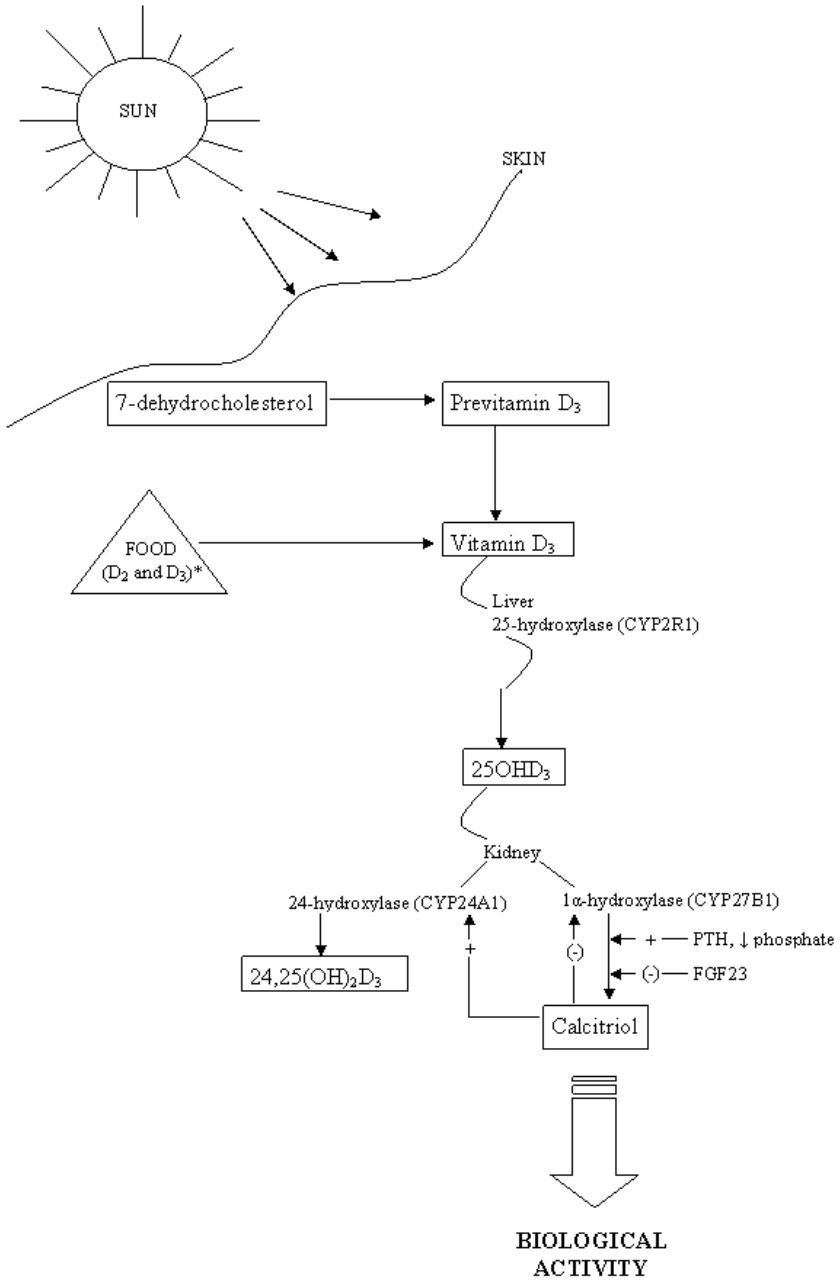 SUN
SKIN
7-dehydrocholesterol
Previtamin D₃
FOOD
(D₂ and D₃)*
Vitamin D₃
Liver
25-hydroxylase (CYP2R1)
25OHD₃
Kidney
24-hydroxylase (CYP24A1)
1α-hydroxylase (CYP27B1)
+
(-)
+ PTH, ↓ phosphate
(-) FGF23
24,25(OH)₂D₃
Calcitriol
BIOLOGICAL
ACTIVITY